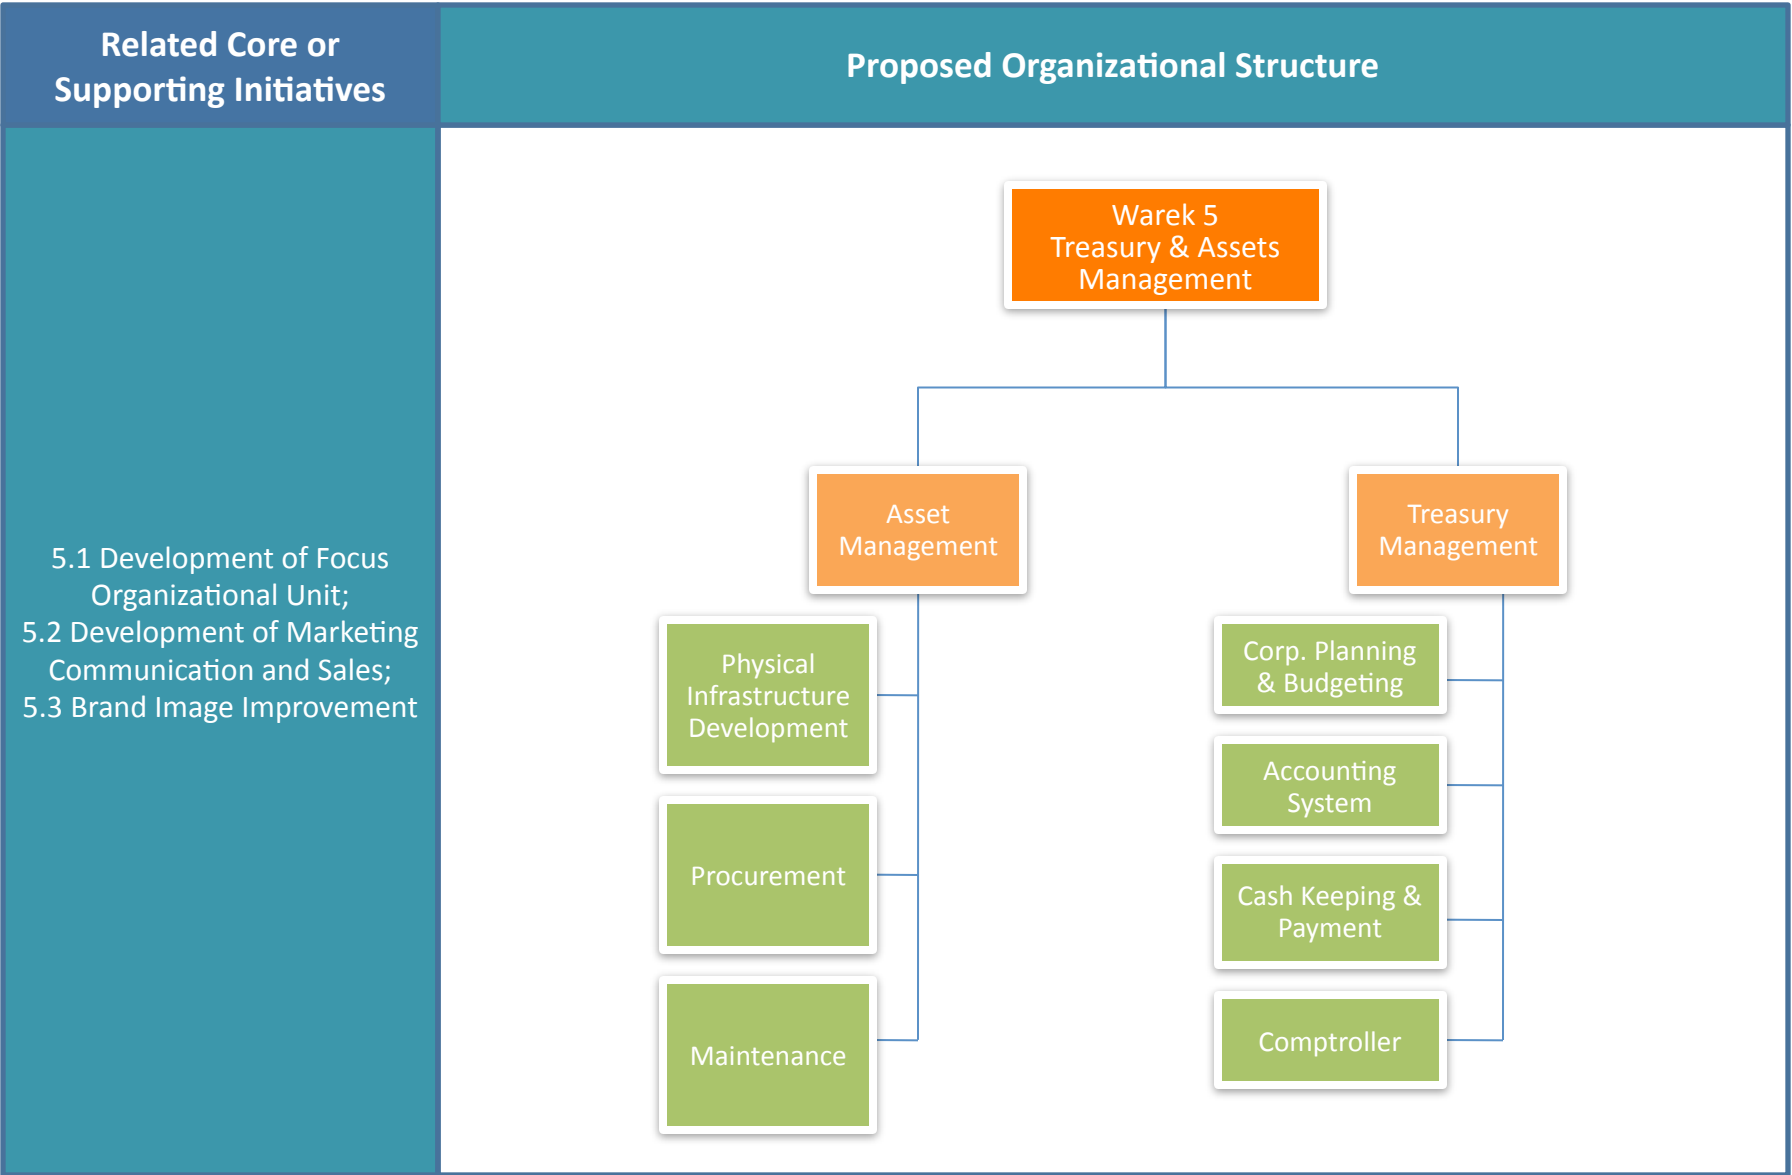 Related Core or
Supporting Initiatives
Proposed Organizational Structure
5.1 Development of Focus
Organizational Unit;
5.2 Development of Marketing
Communication and Sales;
5.3 Brand Image Improvement
Warek 5
Treasury & Assets
Management
Asset
Management
Treasury
Management
Physical
Infrastructure
Development
Procurement
Maintenance
Corp. Planning
& Budgeting
Accounting
System
Cash Keeping &
Payment
Comptroller